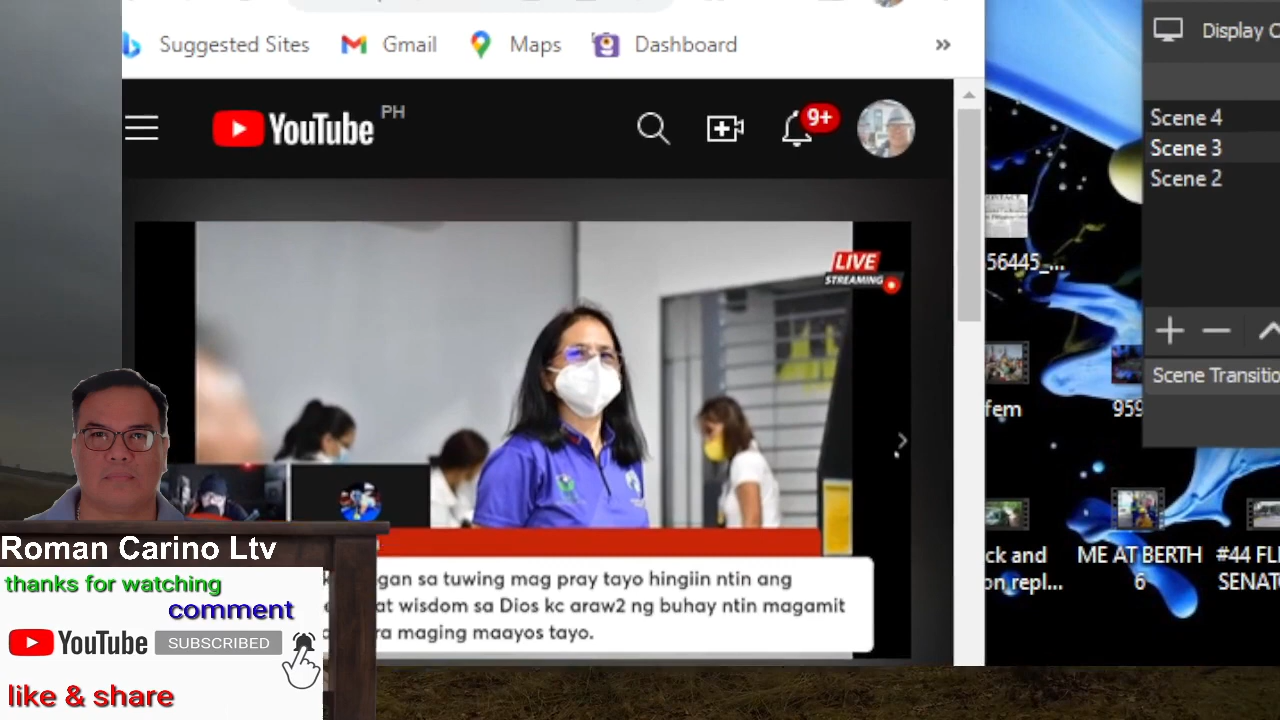 Suggested Sites Gmail Maps Dashboard »
Display C
YouTube PH 9+
Scene 4
Scene 3
Scene 2
LIVE
STREAMING
56445_...
Scene Transitio
fem 959
ck and ME AT BERTH #44 FLE
on repl... 6 SENATO
gan sa tuwing mag pray tayo hingiin ntin ang
at wisdom sa Dios kc araw2 ng buhay ntin magamit
ra maging maayos tayo.
Roman Carino Ltv
thanks for watching
comment
YouTube SUBSCRIBED
like & share